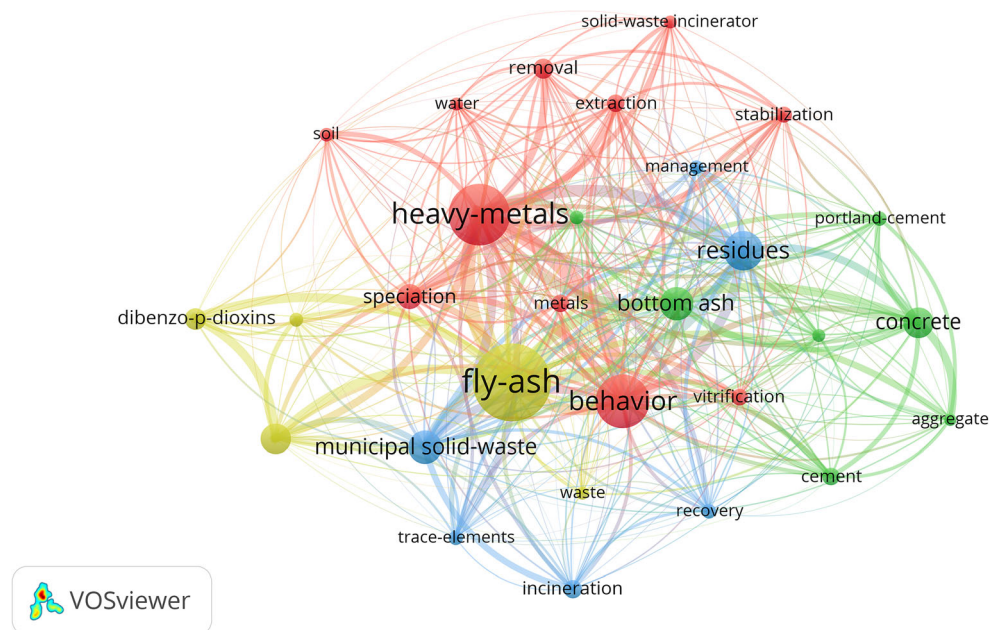 solid-waste incinerator
removal
water
extraction
stabilization
soil
management
heavy-metals
portland-cement
residues
speciation
metals
bottom ash
dibenzo-p-dioxins
concrete
fly-ash
behavior
vitrification
aggregate
municipal solid-waste
cement
waste
recovery
trace-elements
incineration
VOSviewer